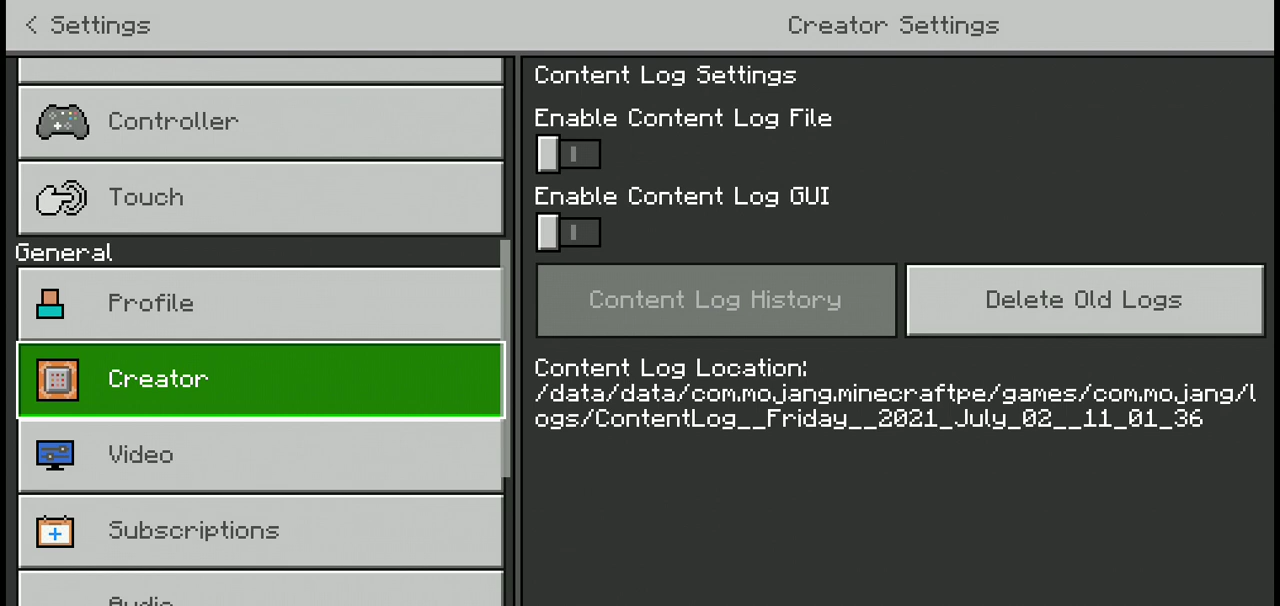 Settings
Creator Settings
Controller
Touch
General
Profile
Creator
Video
Subscriptions
Audio
Content Log Settings
Enable Content Log File
Enable Content Log GUI
Content Log History
Delete Old Logs
Content Log Location:
/data/data/com.mojang.minecraftpe/games/com.mojang/l
ogs/ContentLog__Friday__2021_July_02__11_01_36